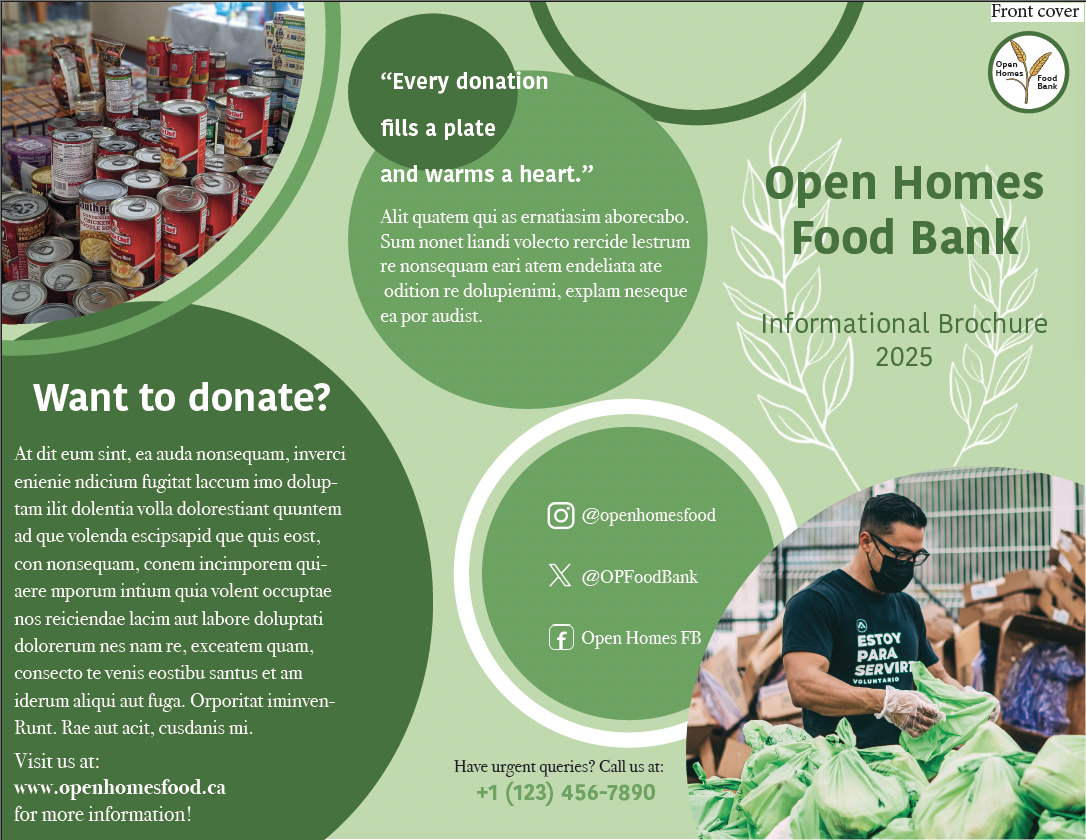 Front cover
Open
Homes
Food
Bank
“Every donation
fills a plate
and warms a heart.”
Alit quatem qui as ernatiasim aborecabo.
Sum nonet liandi volecto rercide lestrum
re nonsequam eari atem endeliata ate
odition re dolupienimi, explam neseque
ea por audist.
Open Homes
Food Bank
Informational Brochure
2025
Want to donate?
At dit eum sint, ea auda nonsequam, inverci
enienie ndicium fugitat laccum imo dolup-
tam ilit dolentia volla dolorestiant quuntem
ad que volenda escipsapid que quis eost,
con nonsequam, conem incimporem qui-
aere mporum intium quia volent occuptae
nos reiciendae lacim aut labore doluptati
dolorerum nes nam re, exceatem quam,
consecto te venis eostibu santus et am
iderum aliqui aut fuga. Orporitat iminven-
Runt. Rae aut acit, cusdanis mi.
Visit us at:
www.openhomesfood.ca
for more information!
@openhomesfood
@OPFoodBank
Open Homes FB
Have urgent queries? Call us at:
+1 (123) 456-7890
ESTOY
PARA
SERVIR
VOLUNTARIO